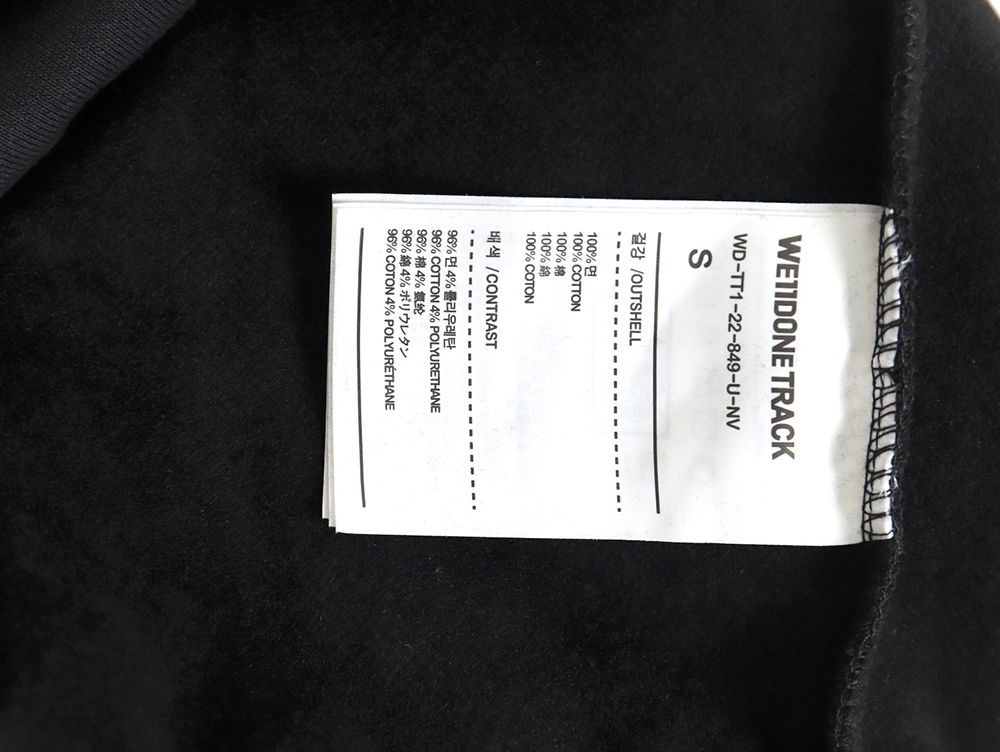 WE11DONE TRACK
WD-TT1-22-849-U-NV
S
겉감 /OUTSHELL
100% 면
100% COTTON
100% 棉
100% 綿
100% COTON
배색 /CONTRAST
96% 면 4% 폴리우레탄
96% COTTON 4% POLYURETHANE
96% 棉 4% 氨纶
96% 綿 4% ポリウレタン
96% COTON 4% POLYURÉTHANE